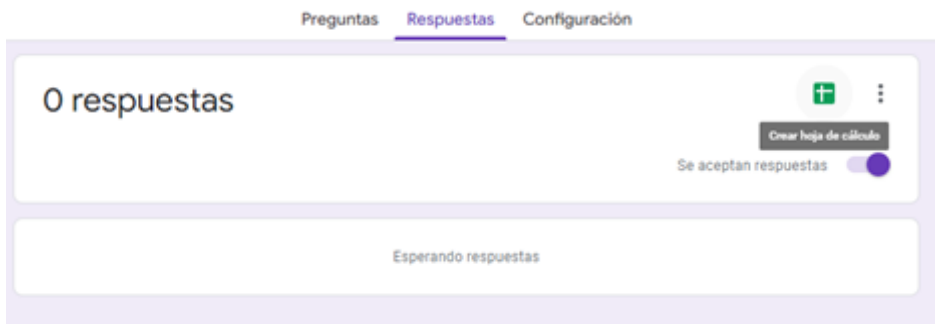 Preguntas Respuestas Configuración
0 respuestas
Crear hoja de cálculo
Se aceptan respuestas
Esperando respuestas